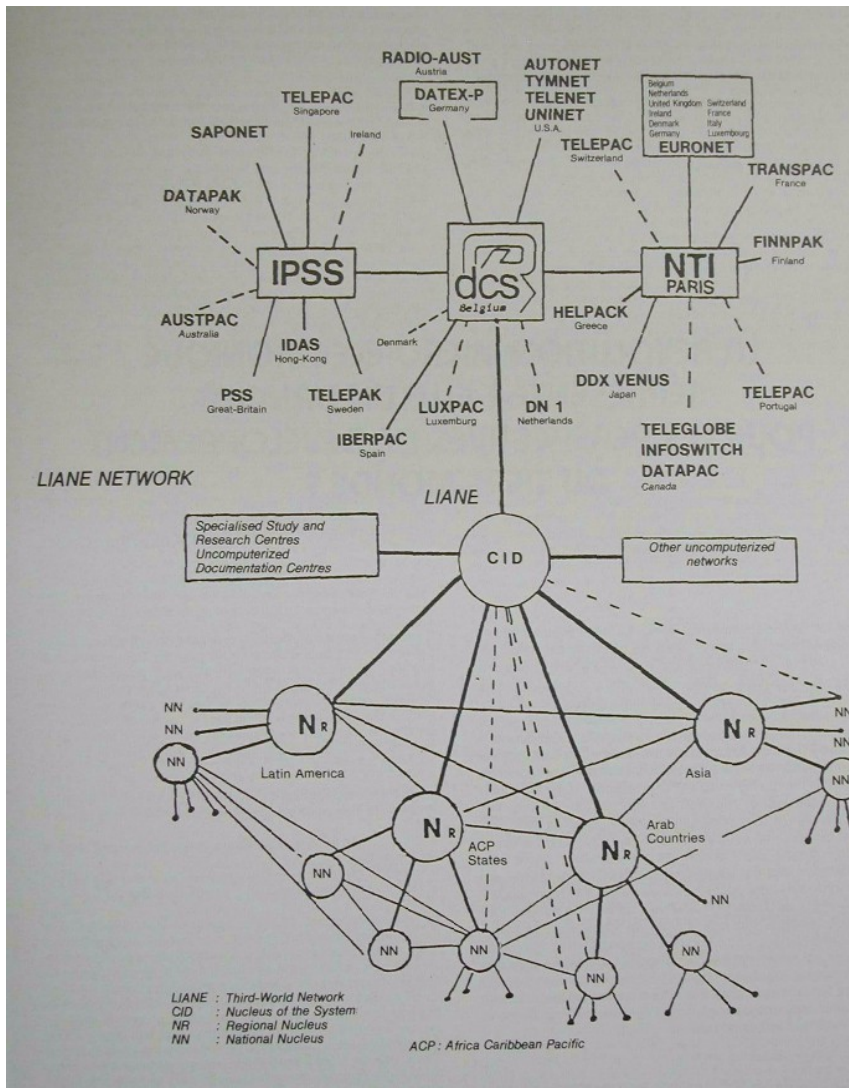 RADIO-AUST
Austria
DATEX-P
Germany
AUTONET
TYMNET
TELENET
UNINET
U.S.A.
Belgium
Netherlands
United Kingdom Switzerland
Ireland France
Denmark Italy
Germany Luxembourg
EURONET
TELEPAC
Singapore
SAPONET
Ireland
TELEPAC
Switzerland
TRANSPAC
France
DATAPAK
Norway
FINNPAK
Finland
IPSS
dcs
Belgium
NTI
PARIS
AUSTPAC
Australia
IDAS
Hong-Kong
Denmark
HELPACK
Greece
PSS
Great-Britain
TELEPAK
Sweden
LUXPAC
Luxemburg
DN 1
Netherlands
DDX VENUS
Japan
TELEPAC
Portugal
IBERPAC
Spain
TELEGLOBE
INFOSWITCH
DATAPAC
Canada
LIANE NETWORK
LIANE
Specialised Study and
Research Centres
Uncomputerized
Documentation Centres
CID
Other uncomputerized
networks
NN
NN
NN
NR
Latin America
NR
Asia
NN
NN
NN
NR
ACP
States
NR
Arab
Countries
NN
NN
NN
NN
NN
NN
LIANE : Third-World Network
CID : Nucleus of the System
NR : Regional Nucleus
NN : National Nucleus
ACP : Africa Caribbean Pacific